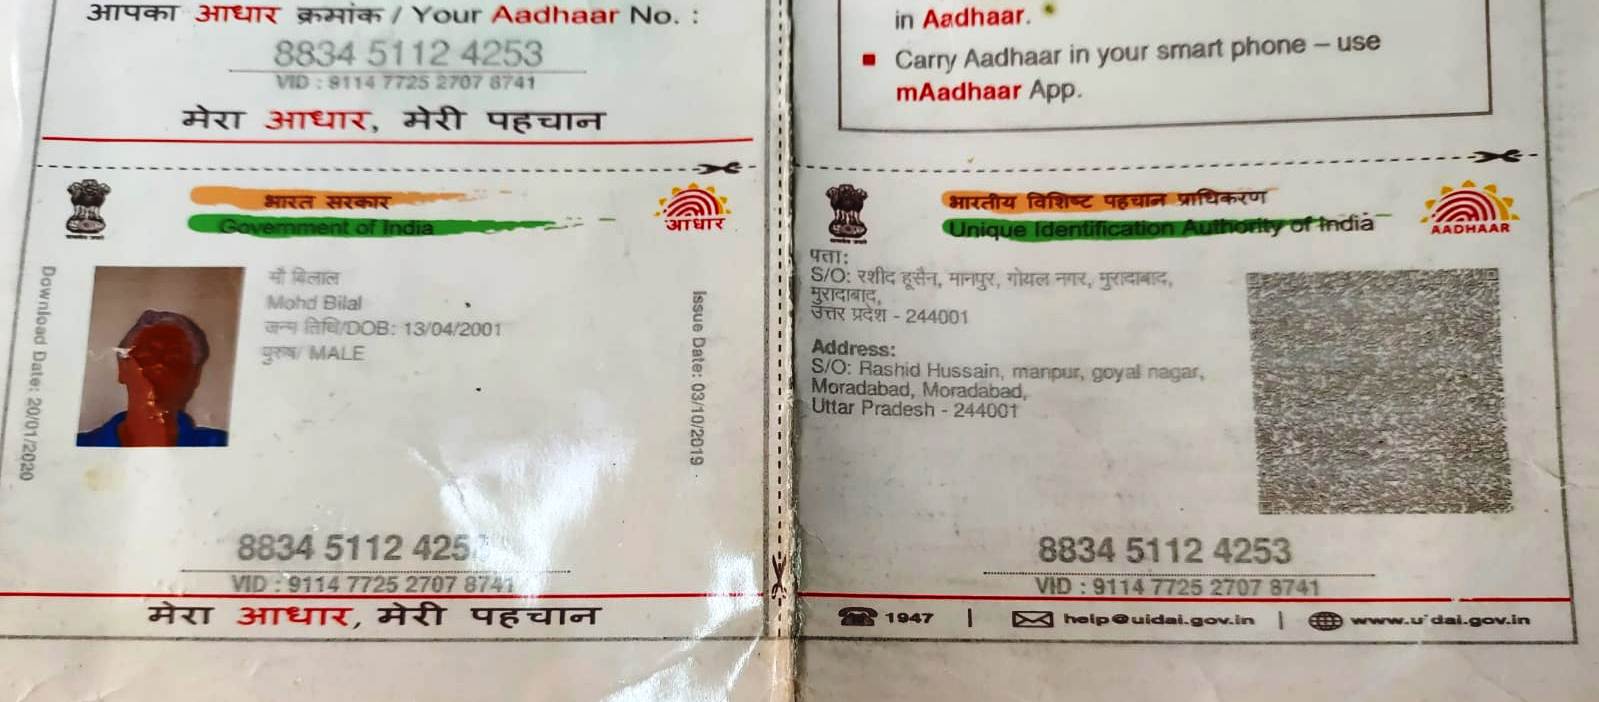 आपका आधार क्रमांक / Your Aadhaar No. :
8834 5112 4253
VID : 9114 7725 2707 8741
मेरा आधार, मेरी पहचान
in Aadhaar.
Carry Aadhaar in your smart phone – use
mAadhaar App.
भारत सरकार
Government of India
आधार
Download Date: 20/01/2020
मौ बिलाल
Mohd Bilal
जन्म तिथि/DOB: 13/04/2001
पुरुष/ MALE
Issue Date: 03/10/2019
8834 5112 425
VID : 9114 7725 2707 8741
मेरा आधार, मेरी पहचान
भारतीय विशिष्ट पहचान प्राधिकरण
Unique Identification Authority of India
AADHAAR
पता:
S/O: रशीद हूसैन, मानपुर, गोयल नगर, मुरादाबाद,
मुरादाबाद,
उत्तर प्रदेश - 244001
Address:
S/O: Rashid Hussain, manpur, goyal nagar,
Moradabad, Moradabad,
Uttar Pradesh - 244001
8834 5112 4253
VID : 9114 7725 2707 8741
1947 | help@uidai.gov.in | www.u dai.gov.in